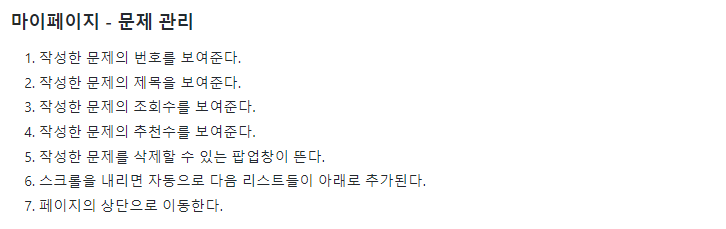 마이페이지 - 문제 관리
1. 작성한 문제의 번호를 보여준다.
2. 작성한 문제의 제목을 보여준다.
3. 작성한 문제의 조회수를 보여준다.
4. 작성한 문제의 추천수를 보여준다.
5. 작성한 문제를 삭제할 수 있는 팝업창이 뜬다.
6. 스크롤을 내리면 자동으로 다음 리스트들이 아래로 추가된다.
7. 페이지의 상단으로 이동한다.